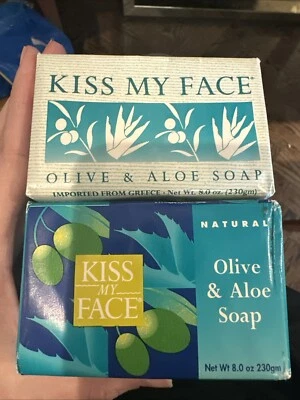 KISS MY FACE®
OLIVE & ALOE SOAP
IMPORTED FROM GREECE · Net Wt. 8.0 oz. (230gm)
NATURAL
KISS
MY
FACE
Olive
& Aloe
Soap
Net Wt 8.0 oz 230gm